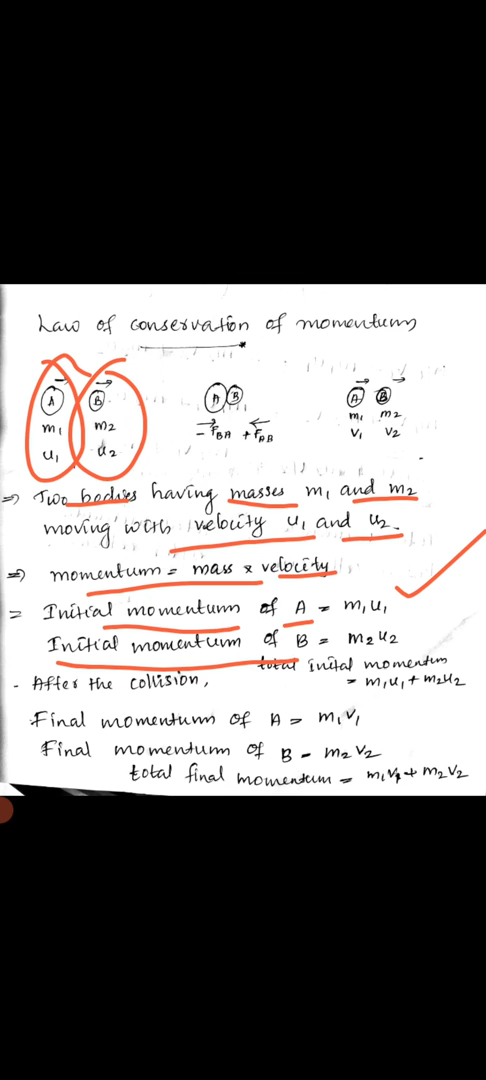 Law of conservation of momentum
A B
m1 m2
u1 u2
A B
-FBA +FAB
A B
m1 m2
v1 v2
⇒ Two bodies having masses m1 and m2
moving with velocity u1 and u2.
⇒ momentum = mass × velocity
= Initial momentum of A = m1u1
Initial momentum of B = m2u2
total inital momentum
= m1u1 + m2u2
- After the collision,
Final momentum of A = m1v1
Final momentum of B - m2v2
total final momentum = m1v1 + m2v2